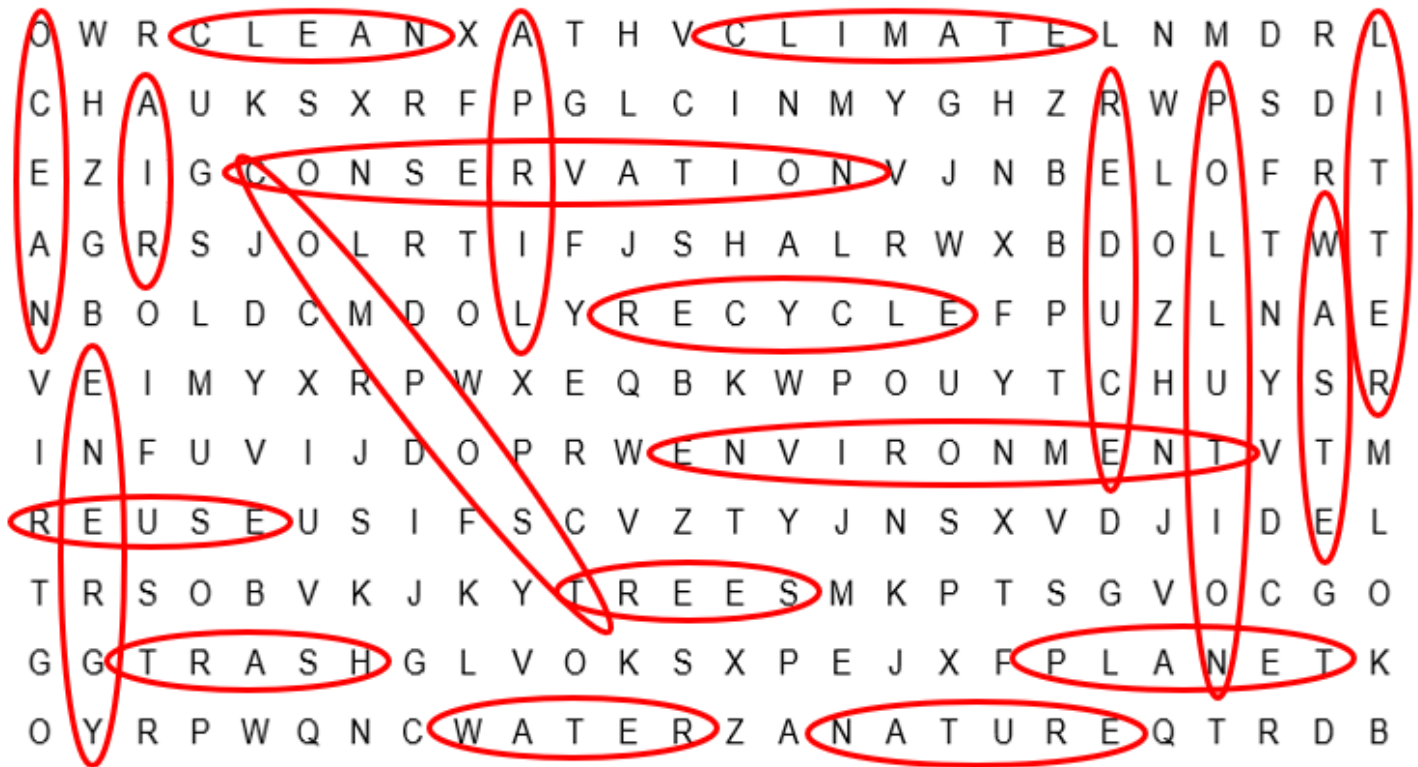 O W R C L E A N X A T H V C L I M A T E L N M D R L
C H A U K S X R F P G L C I N M Y G H Z R W P S D I
E Z I G C O N S E R V A T I O N V J N B E L O F R T
A G R S J O L R T I F J S H A L R W X B D O L T W T
N B O L D C M D O L Y R E C Y C L E F P U Z L N A E
V E I M Y X R P W X E Q B K W P O U Y T C H U Y S R
I N F U V I J D O P R W E N V I R O N M E N T V T M
R E U S E U S I F S C V Z T Y J N S X V D J I D E L
T R S O B V K J K Y T R E E S M K P T S G V O C G O
G G T R A S H G L V O K S X P E J X F P L A N E T K
O Y R P W Q N C W A T E R Z A N A T U R E Q T R D B